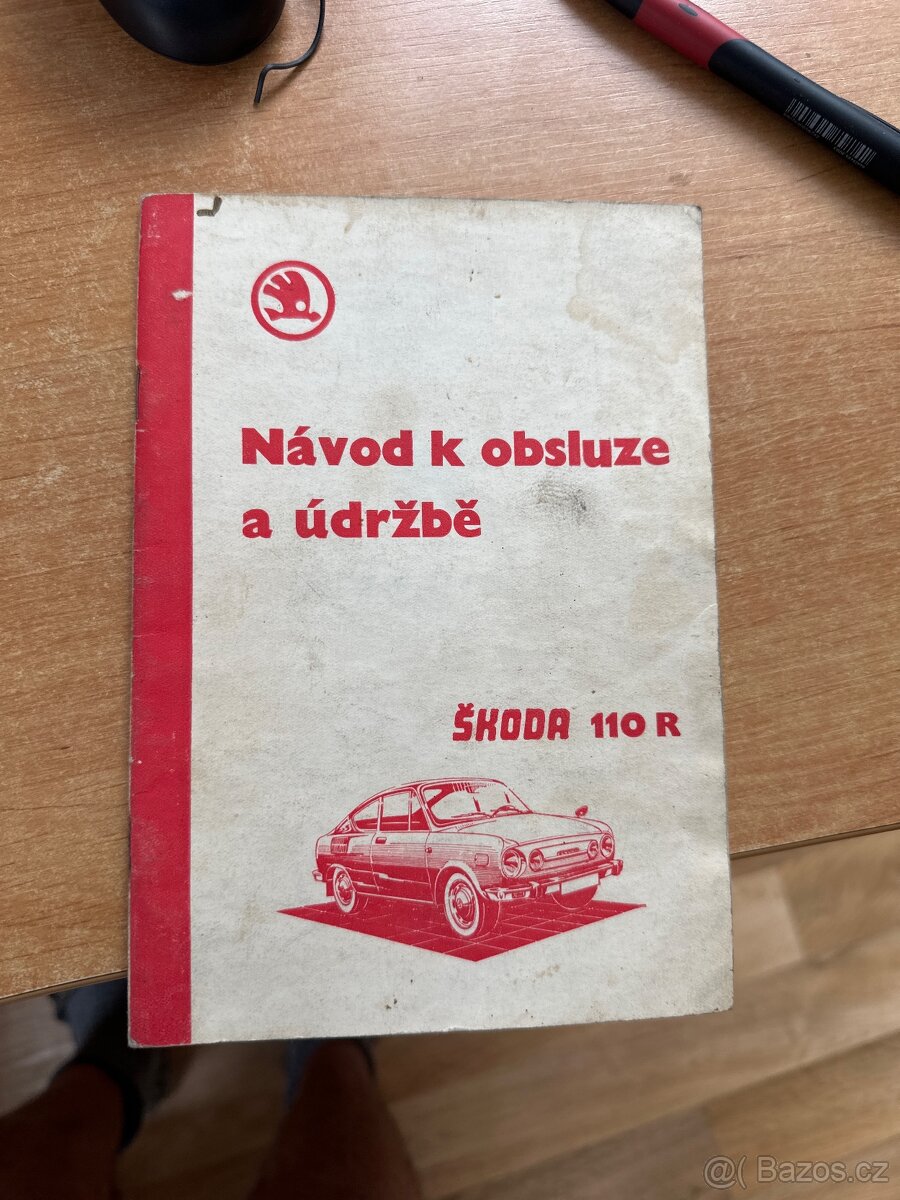 Návod k obsluze
a údržbě
ŠKODA 110 R
@( Bazos.cz